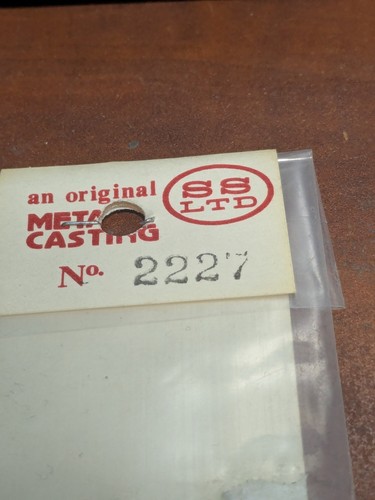 an original
METAL
CASTING
SS
LTD
No. 2227